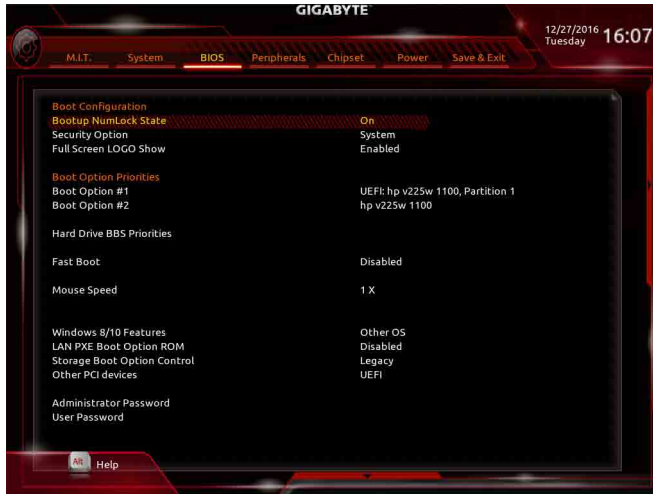 GIGABYTE
12/27/2016 16:07
Tuesday
M.I.T. System BIOS Peripherals Chipset Power Save & Exit
Boot Configuration
Bootup NumLock State On
Security Option System
Full Screen LOGO Show Enabled
Boot Option Priorities
Boot Option #1 UEFI: hp v225w 1100, Partition 1
Boot Option #2 hp v225w 1100
Hard Drive BBS Priorities
Fast Boot Disabled
Mouse Speed 1 X
Windows 8/10 Features Other OS
LAN PXE Boot Option ROM Disabled
Storage Boot Option Control Legacy
Other PCI devices UEFI
Administrator Password
User Password
Alt Help